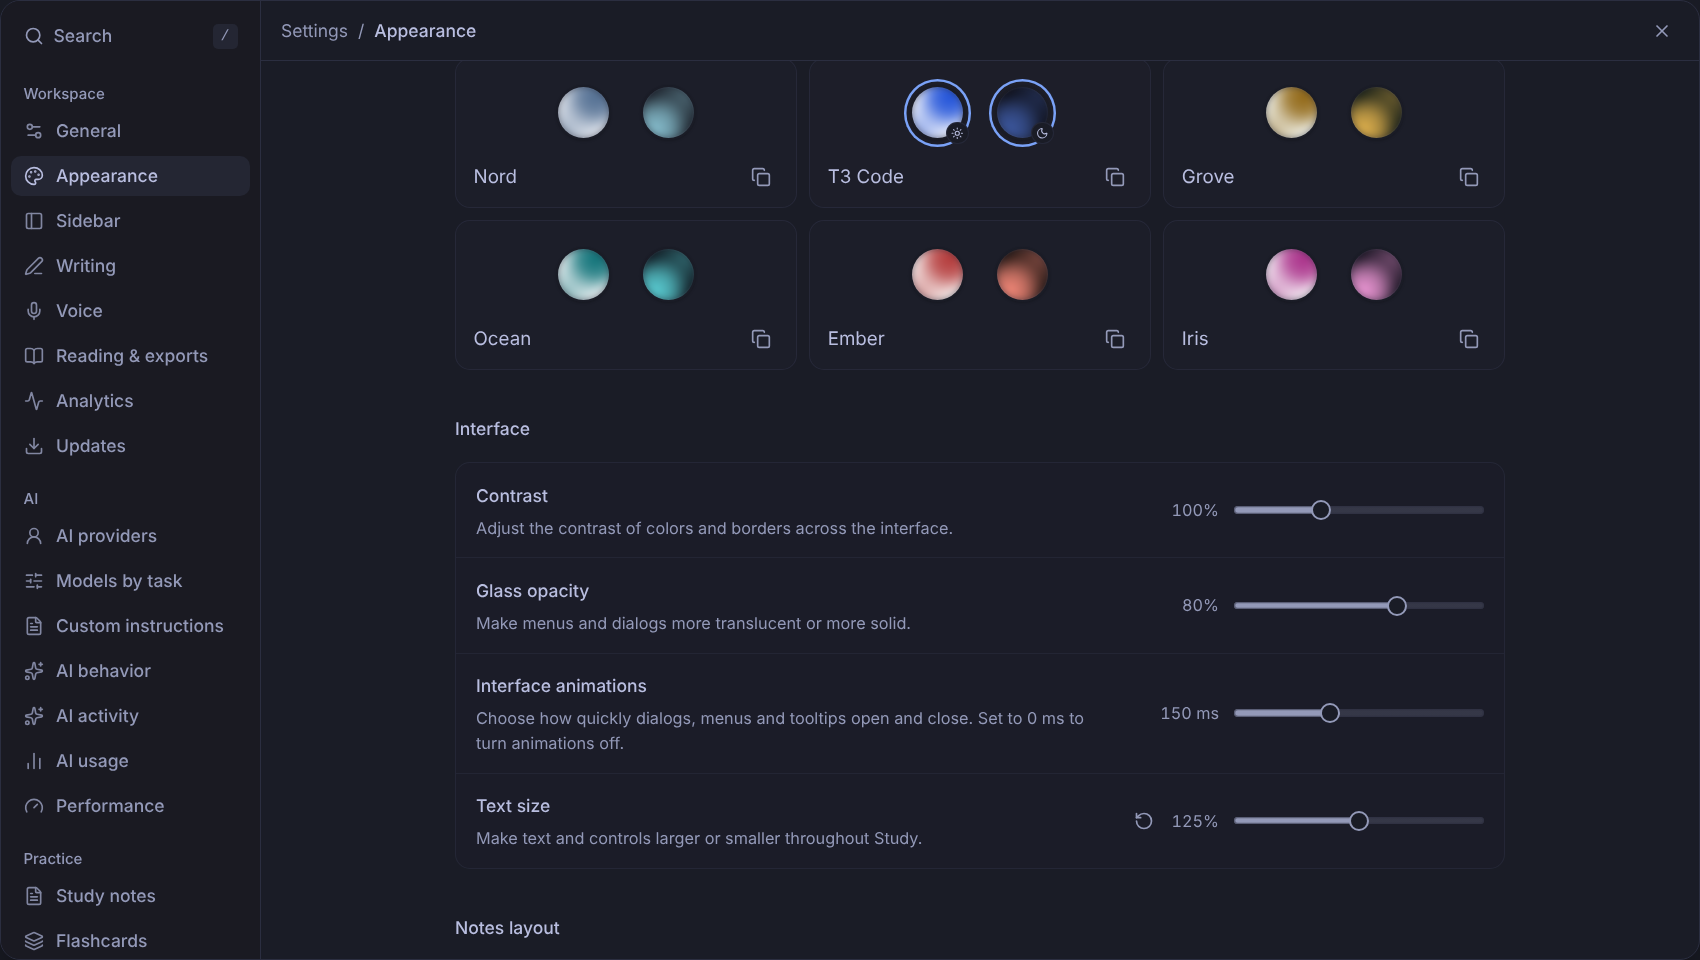 Search
/
Settings / Appearance
Workspace
General
Appearance
Sidebar
Writing
Voice
Reading & exports
Analytics
Updates
AI
AI providers
Models by task
Custom instructions
AI behavior
AI activity
AI usage
Performance
Practice
Study notes
Flashcards
Nord
T3 Code
Grove
Ocean
Ember
Iris
Interface
Contrast
Adjust the contrast of colors and borders across the interface.
100%
Glass opacity
Make menus and dialogs more translucent or more solid.
80%
Interface animations
Choose how quickly dialogs, menus and tooltips open and close. Set to 0 ms to
turn animations off.
150 ms
Text size
Make text and controls larger or smaller throughout Study.
125%
Notes layout